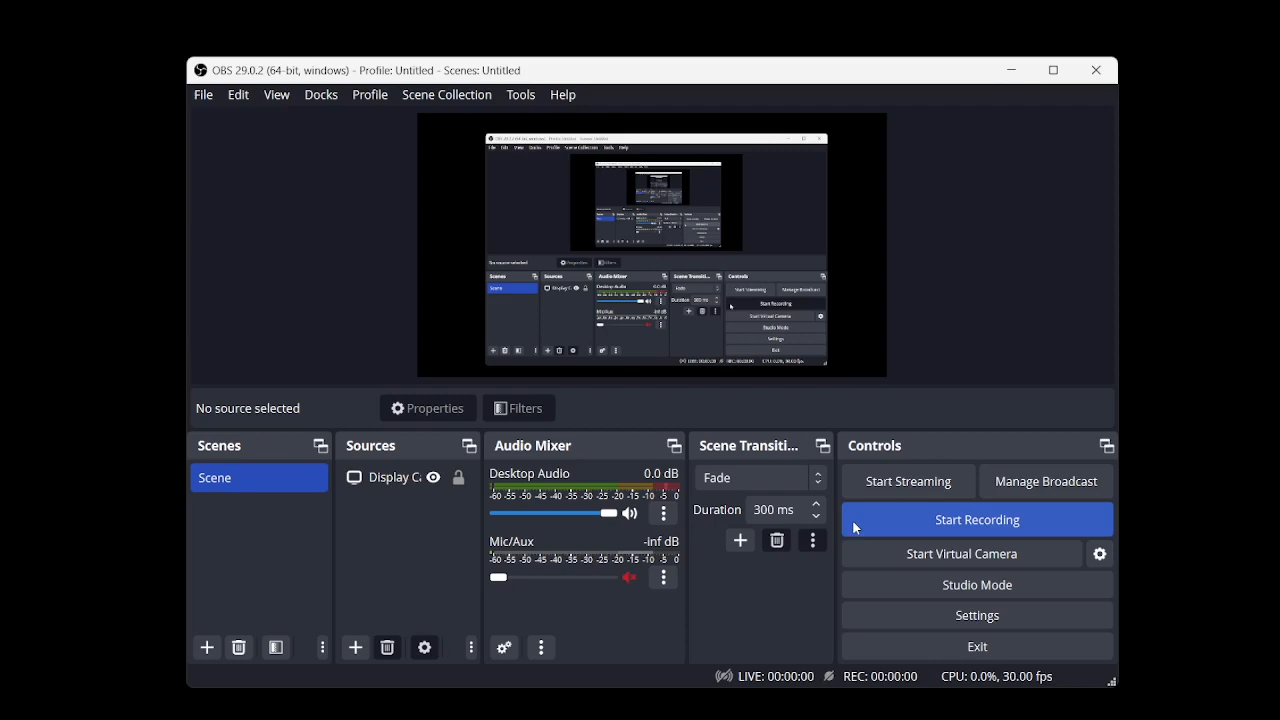 OBS 29.0.2 (64-bit, windows) - Profile: Untitled - Scenes: Untitled
File Edit View Docks Profile Scene Collection Tools Help
No source selected Properties Filters
Scenes Sources Audio Mixer Scene Transiti... Controls
Scene
Display C
Desktop Audio 0.0 dB
-60 -55 -50 -45 -40 -35 -30 -25 -20 -15 -10 -5 0
Mic/Aux -inf dB
-60 -55 -50 -45 -40 -35 -30 -25 -20 -15 -10 -5 0
Fade
Duration 300 ms
Start Streaming Manage Broadcast
Start Recording
Start Virtual Camera
Studio Mode
Settings
Exit
LIVE: 00:00:00 REC: 00:00:00 CPU: 0.0%, 30.00 fps